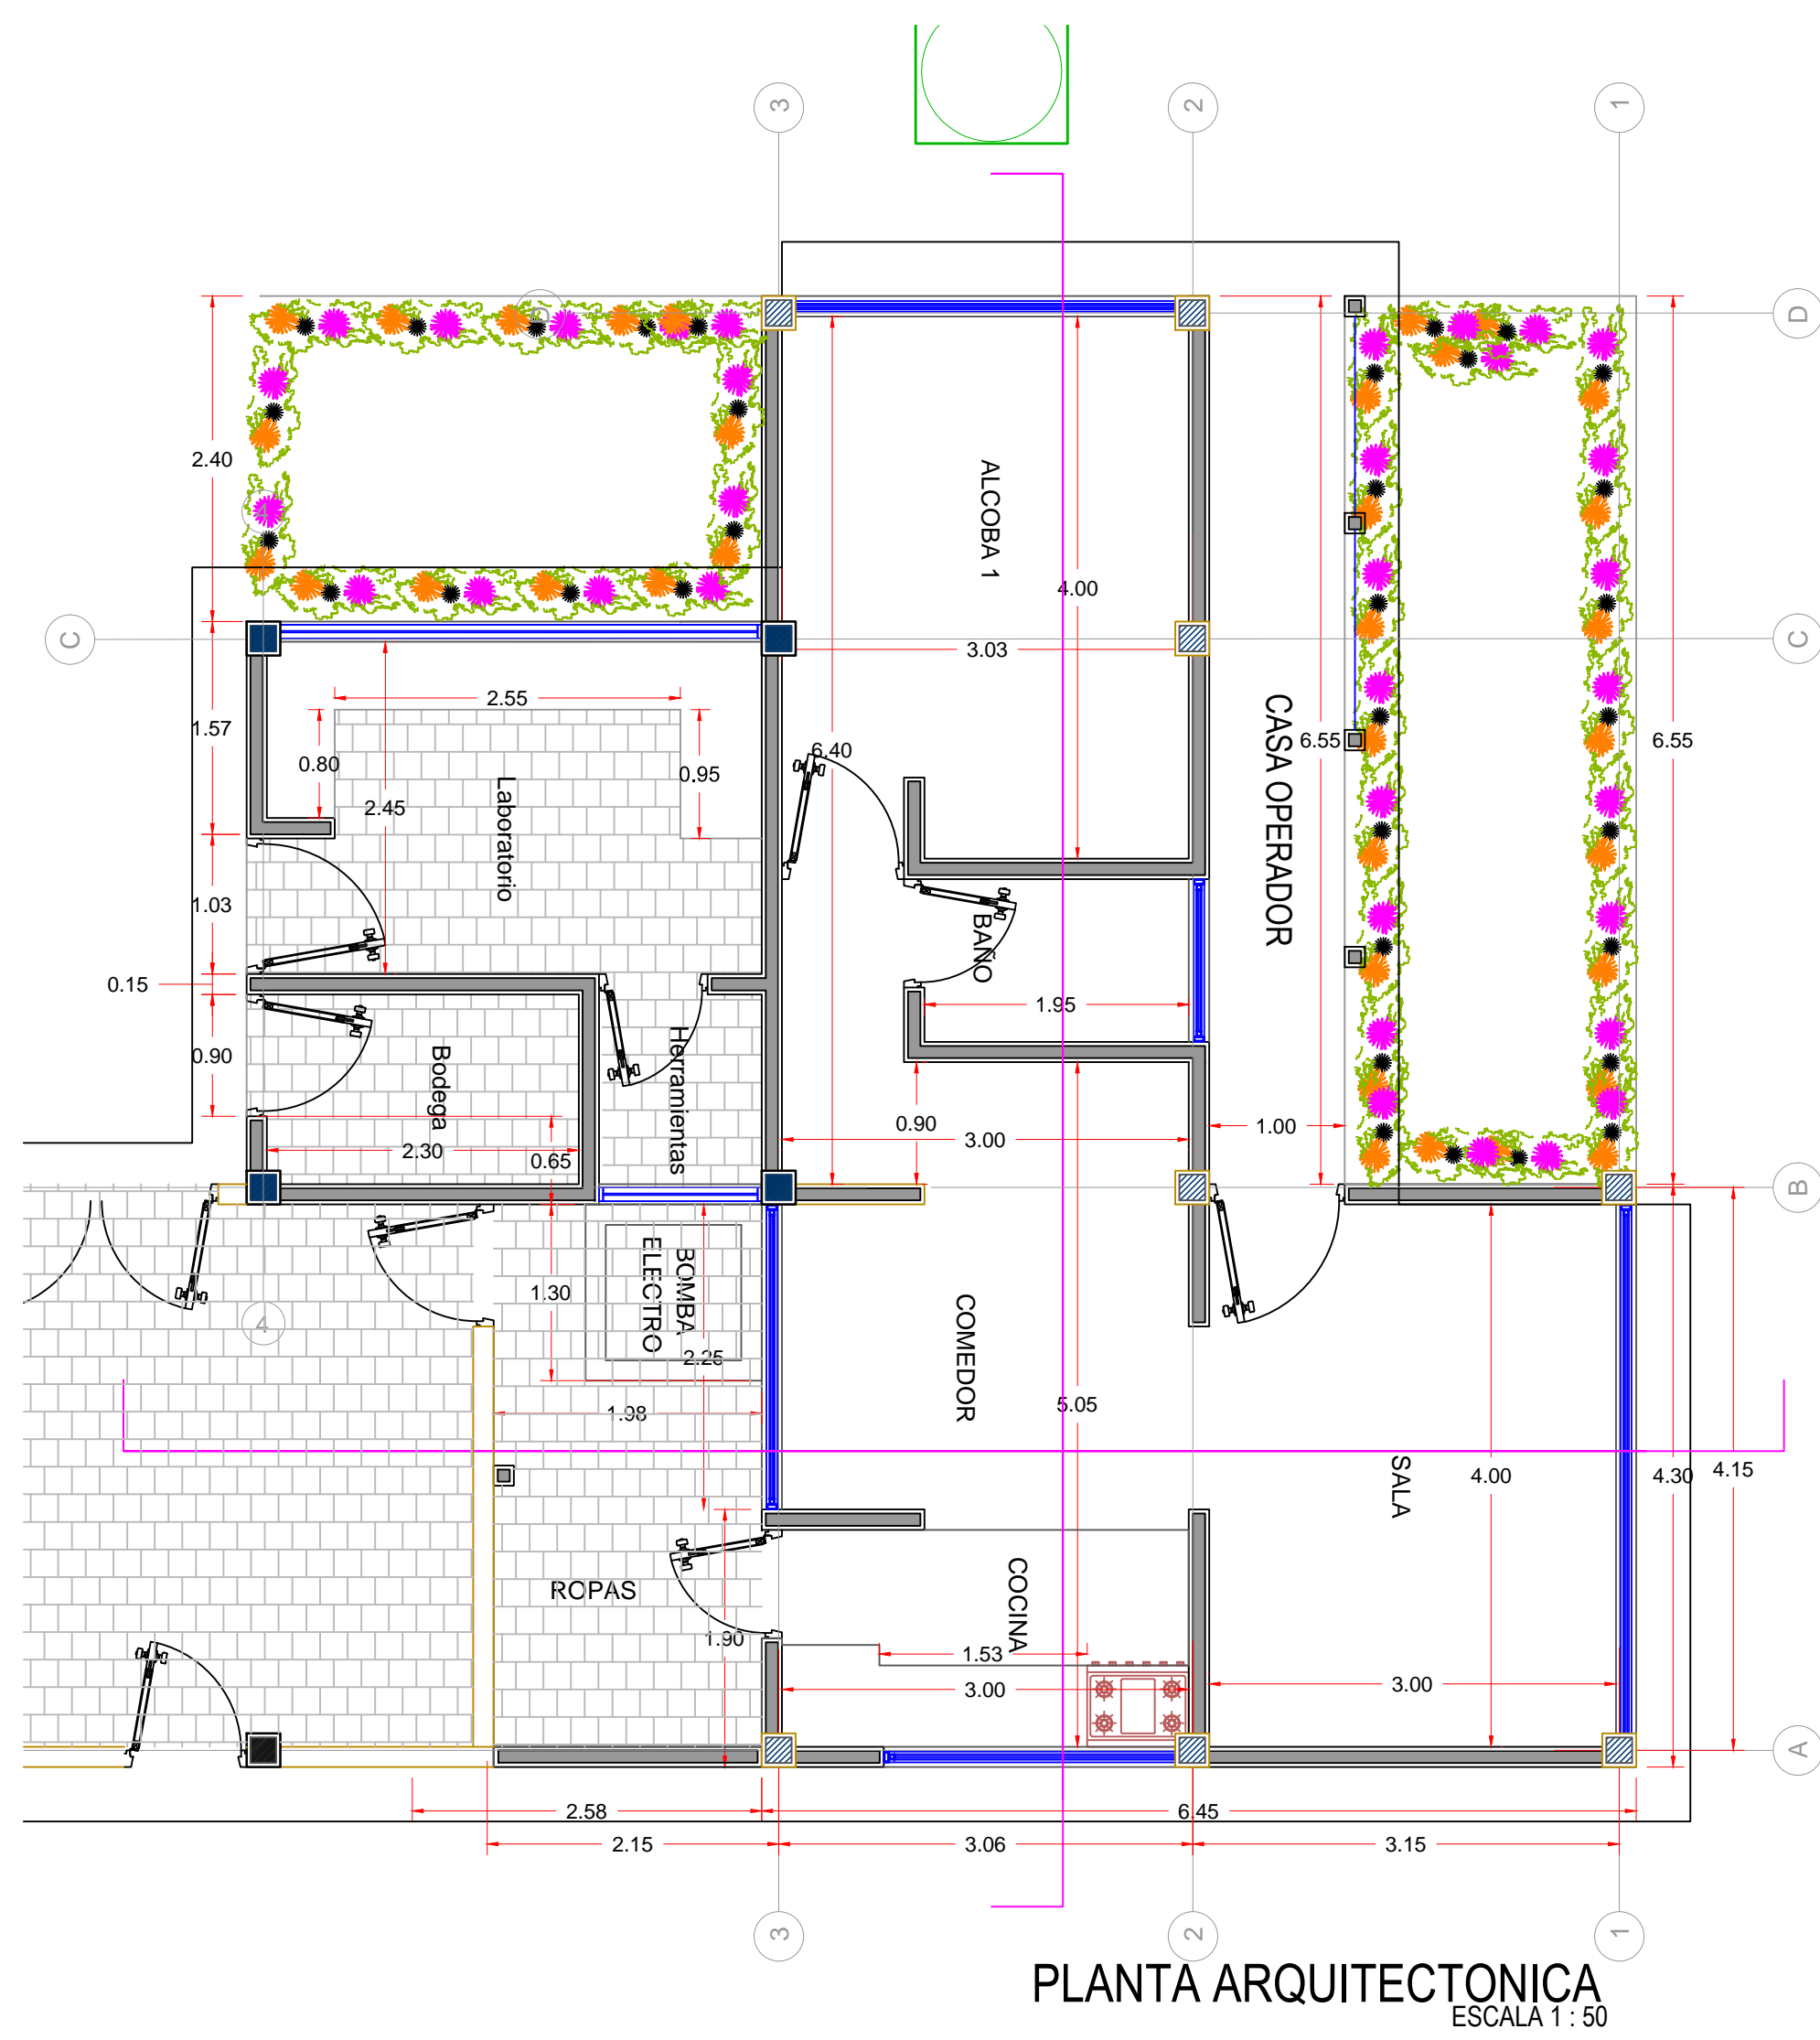 3
2
1
D
D
2.40
ALCOBA 1
4
4.00
C
C
3.03
1.57
2.55
CASA OPERADOR
6.40
6.55
6.55
0.80
0.95
Laboratorio
2.45
1.03
BAÑO
0.15
1.95
0.90
Bodega
Herramientas
0.90
3.00
1.00
2.30
0.65
B
ELECTRO
BOMBA
1.30
4
COMEDOR
2.25
1.98
5.05
SALA
4.00
4.30
4.15
ROPAS
COCINA
1.90
1.53
3.00
3.00
A
2.58
6.45
2.15
3.06
3.15
3
2
1
PLANTA ARQUITECTONICA
ESCALA 1 : 50